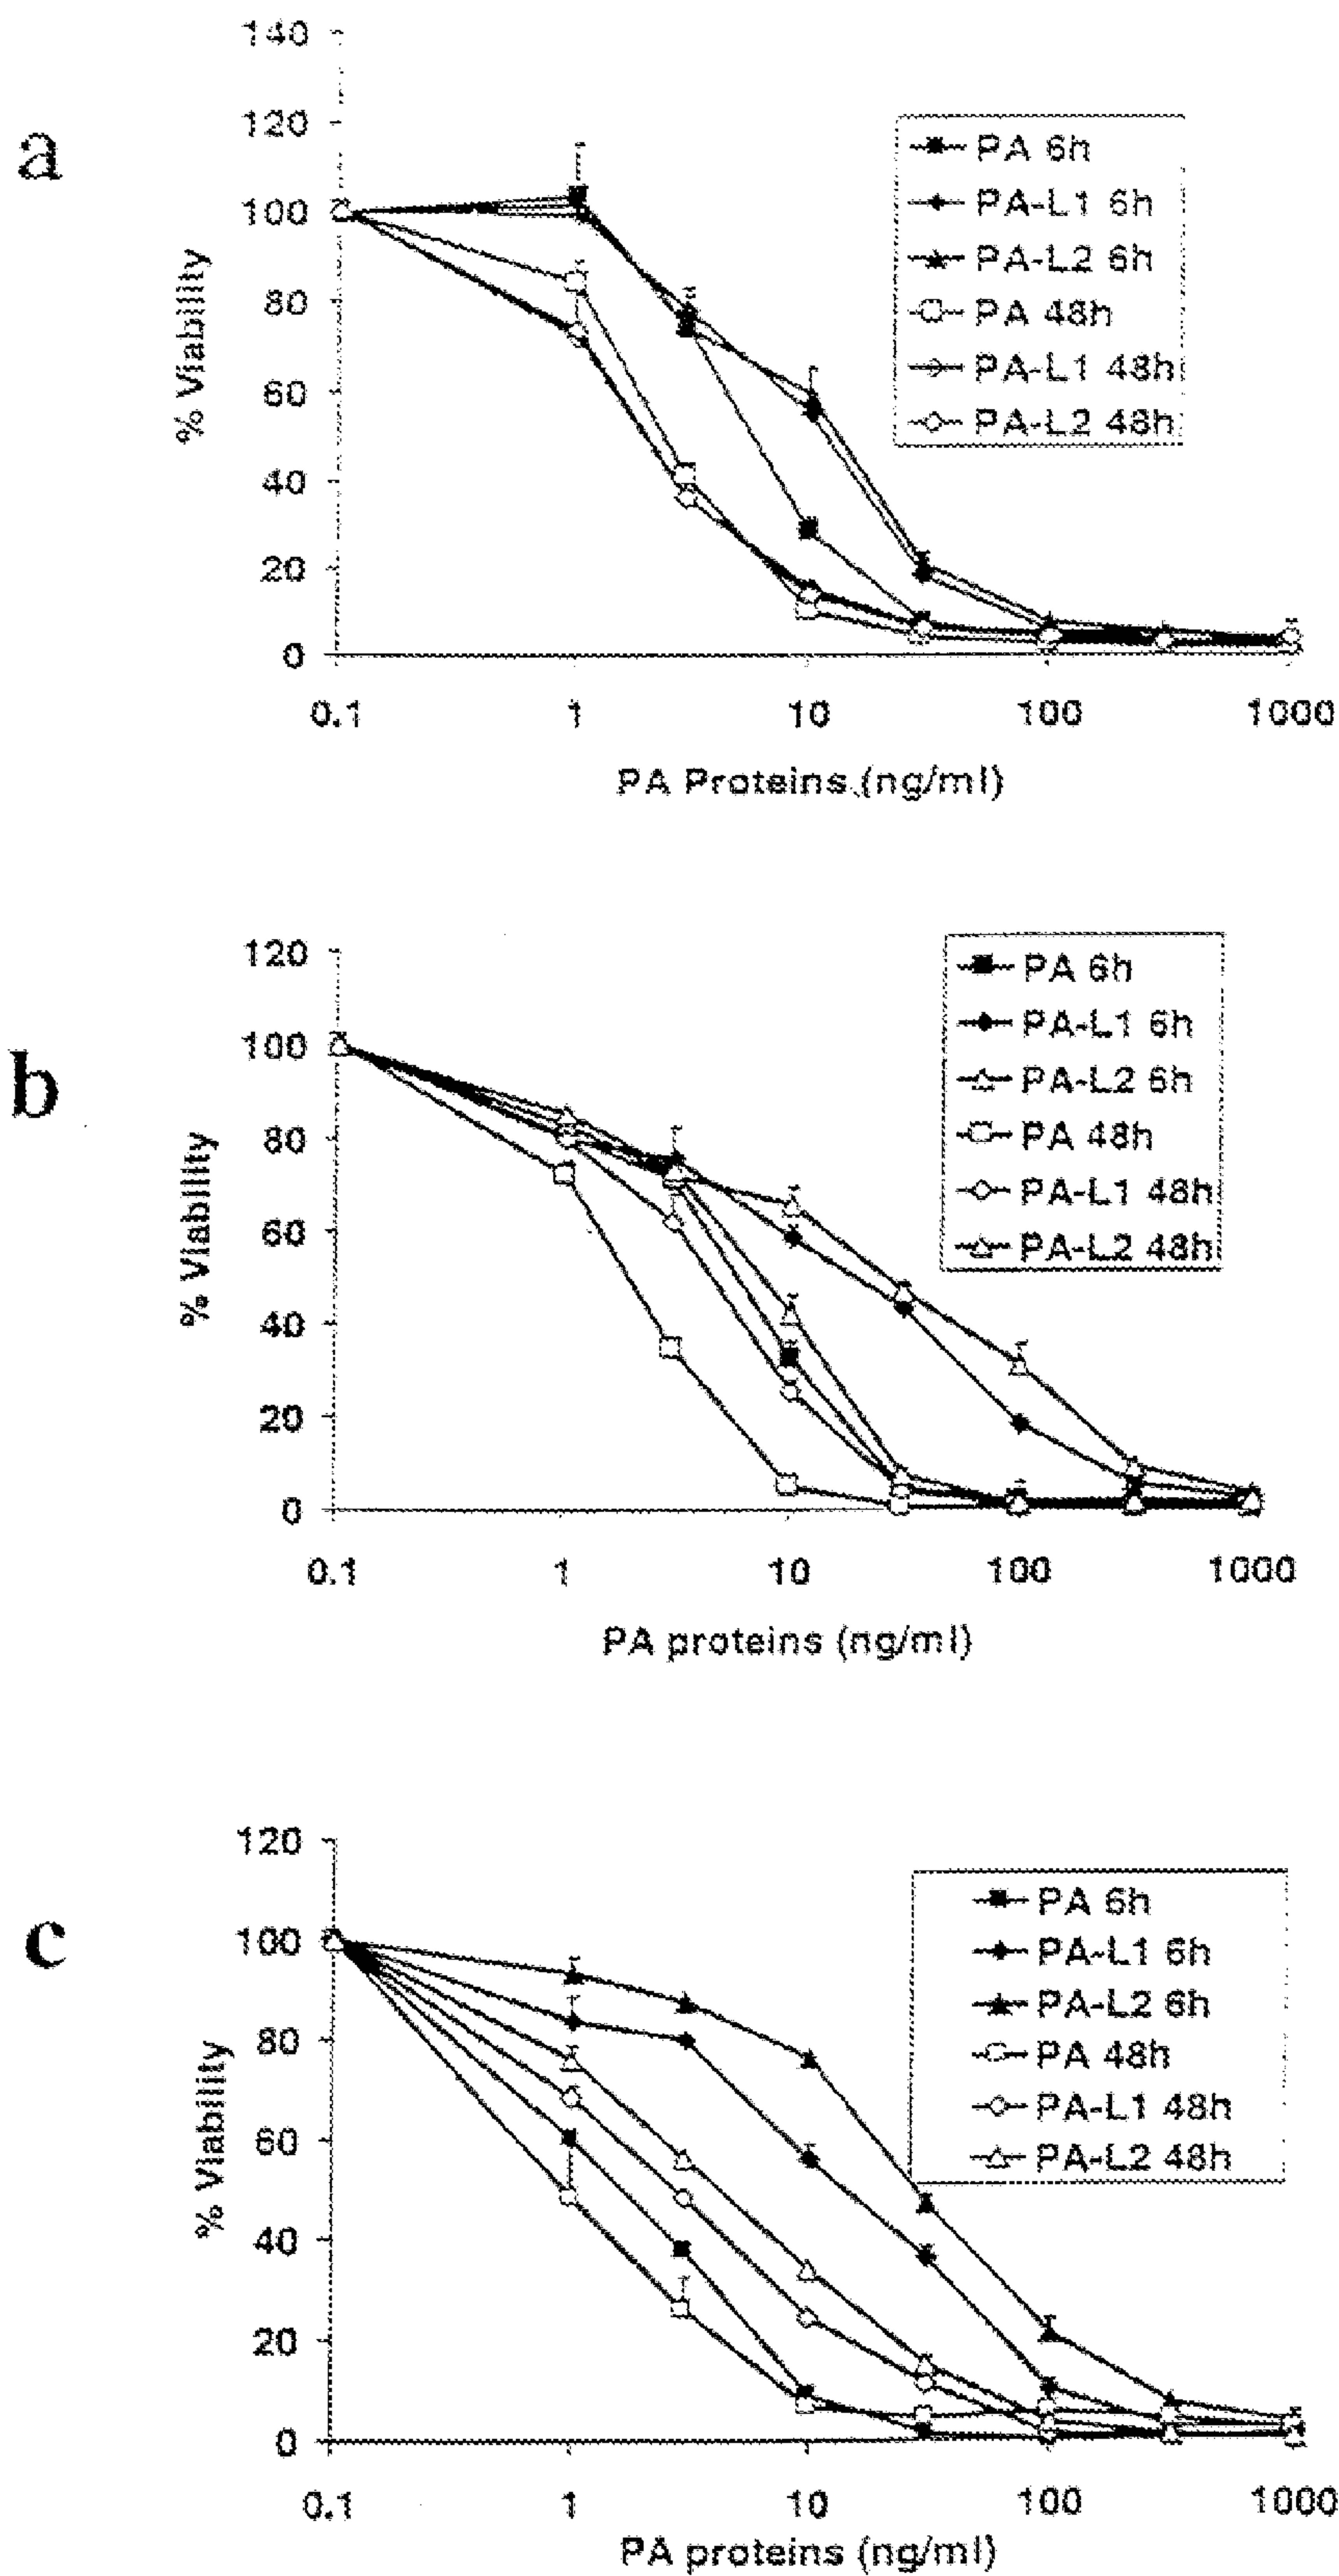 a
140
120
100
80
60
40
20
0
% Viability
PA 6h
PA-L1 6h
PA-L2 6h
PA 48h
PA-L1 48h
PA-L2 48h
0.1 1 10 100 1000
PA Proteins (ng/ml)
b
120
100
80
60
40
20
0
% Viability
PA 6h
PA-L1 6h
PA-L2 6h
PA 48h
PA-L1 48h
PA-L2 48h
0.1 1 10 100 1000
PA proteins (ng/ml)
c
120
100
80
60
40
20
0
% Viability
PA 6h
PA-L1 6h
PA-L2 6h
PA 48h
PA-L1 48h
PA-L2 48h
0.1 1 10 100 1000
PA proteins (ng/ml)